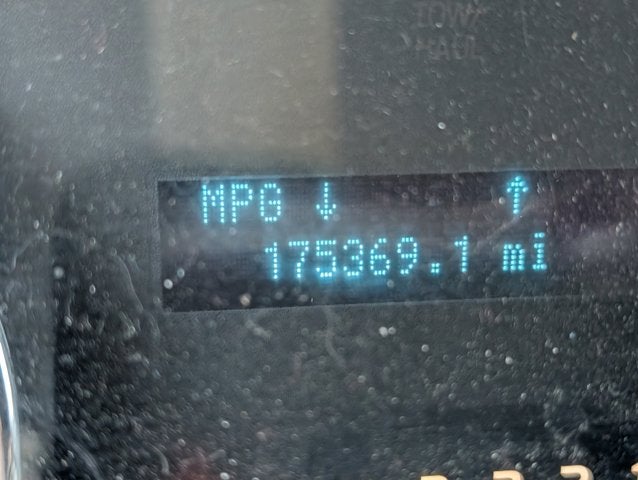 TOW/
HAUL
MPG ↓ ↑
175369.1 mi